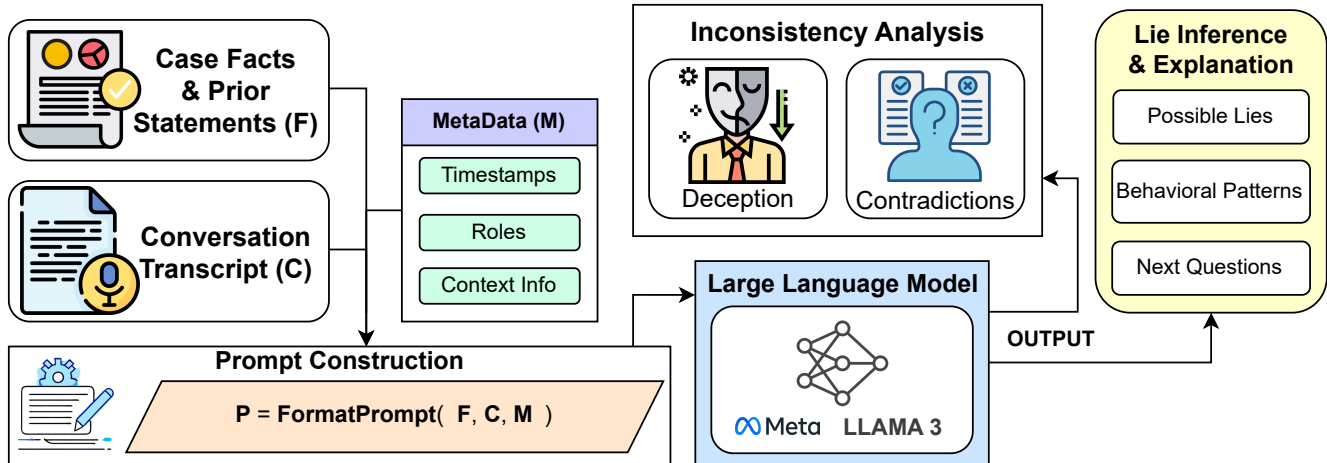 Case Facts
& Prior
Statements (F)
Conversation
Transcript (C)
MetaData (M)
Timestamps
Roles
Context Info
Prompt Construction
P = FormatPrompt( F, C, M )
Inconsistency Analysis
Deception
Contradictions
Large Language Model
Meta LLAMA 3
OUTPUT
Lie Inference
& Explanation
Possible Lies
Behavioral Patterns
Next Questions